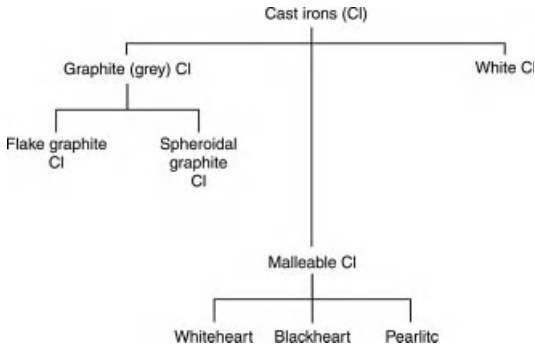 Cast irons (CI)
Graphite (grey) CI
White CI
Flake graphite
CI
Spheroidal
graphite
CI
Malleable CI
Whiteheart
Blackheart
Pearlitc